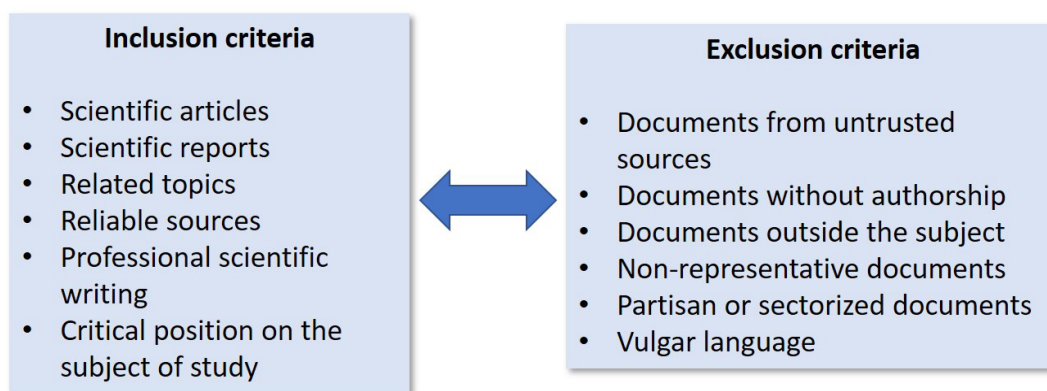 Inclusion criteria
• Scientific articles
• Scientific reports
• Related topics
• Reliable sources
• Professional scientific
writing
• Critical position on the
subject of study
Exclusion criteria
• Documents from untrusted
sources
• Documents without authorship
• Documents outside the subject
• Non-representative documents
• Partisan or sectorized documents
• Vulgar language